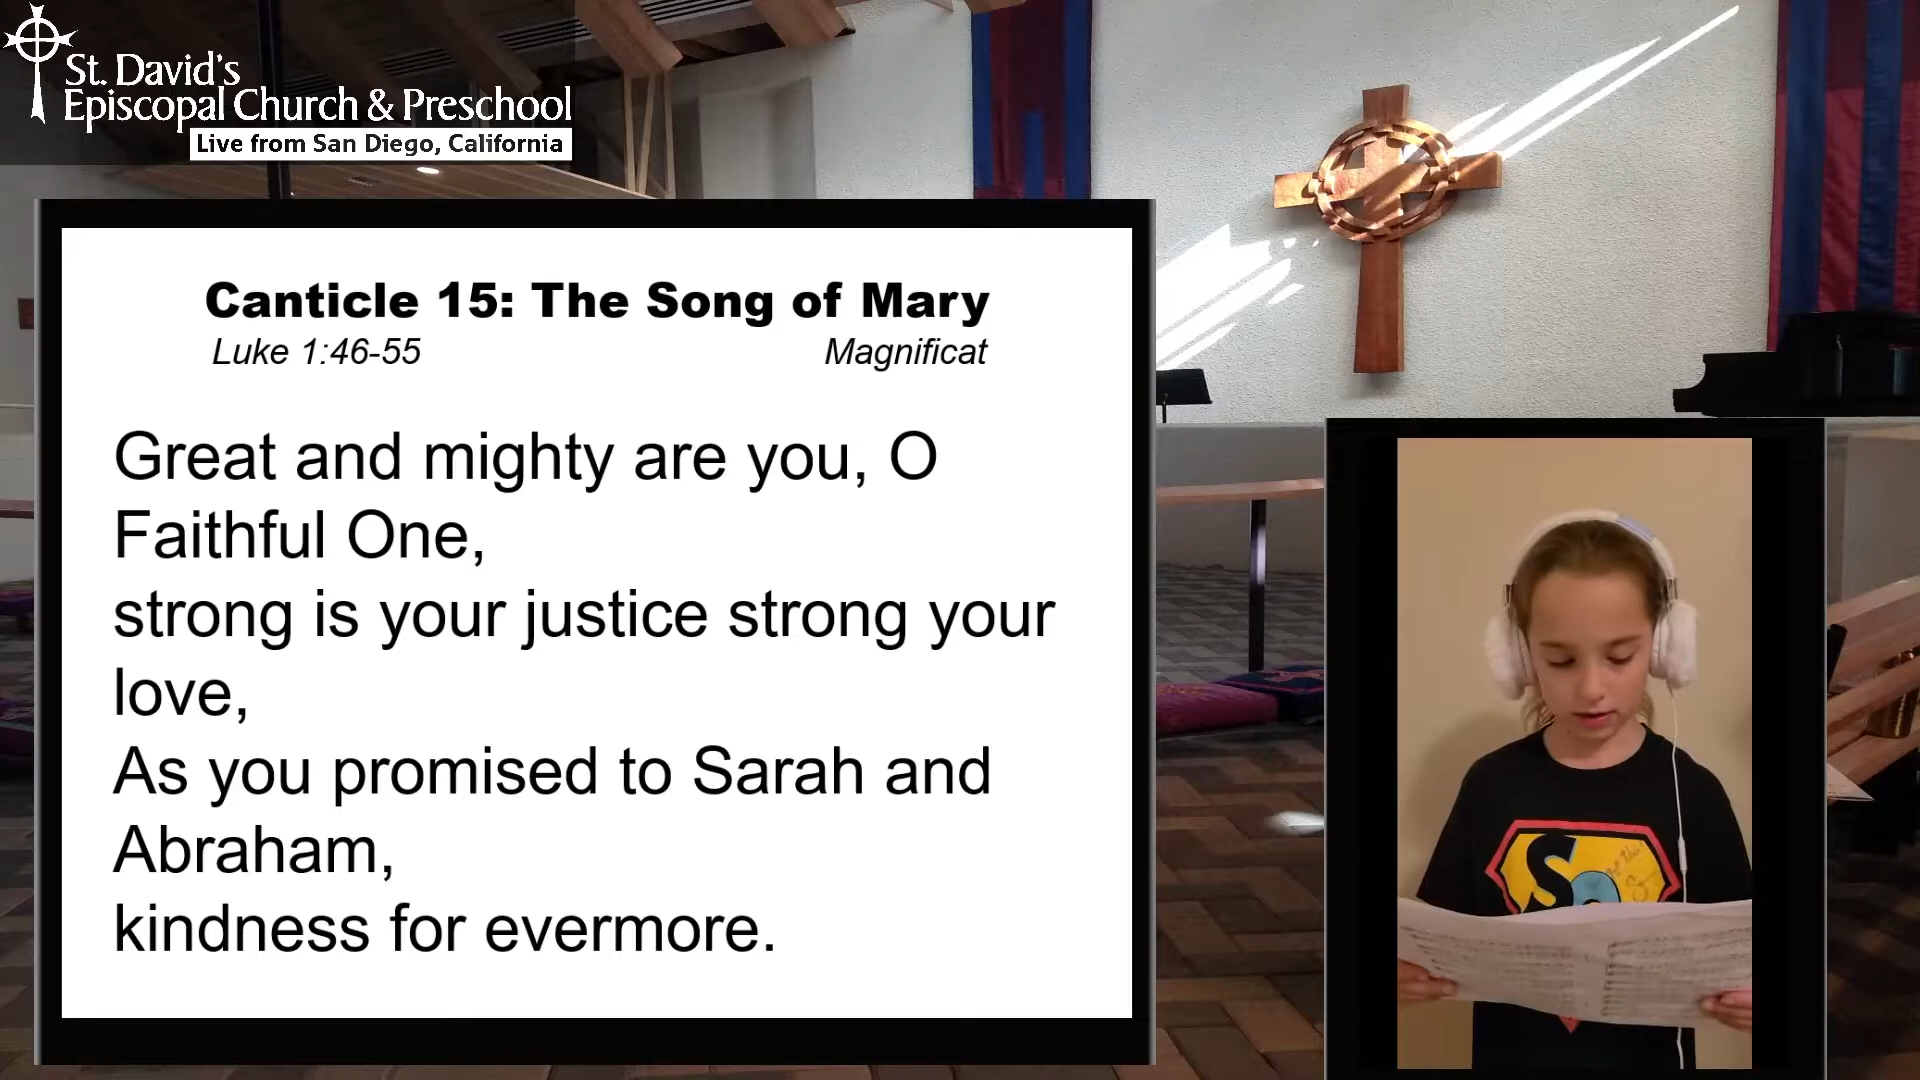 St. David's
Episcopal Church & Preschool
Live from San Diego, California
Canticle 15: The Song of Mary
Luke 1:46-55 Magnificat
Great and mighty are you, O
Faithful One,
strong is your justice strong your
love,
As you promised to Sarah and
Abraham,
kindness for evermore.